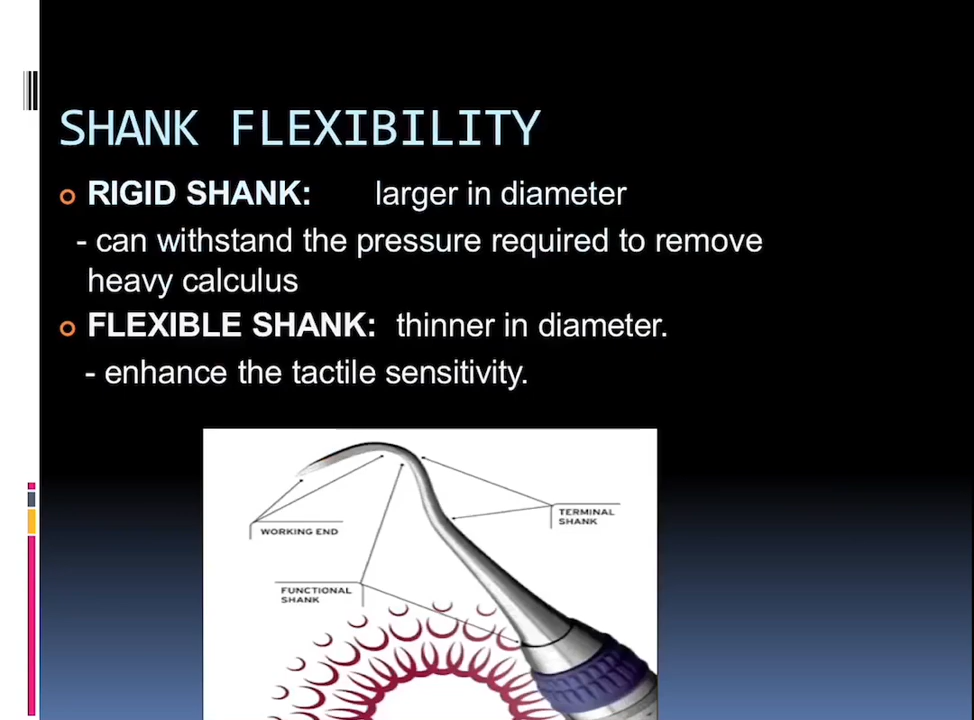 SHANK FLEXIBILITY
RIGID SHANK: larger in diameter
- can withstand the pressure required to remove
heavy calculus
FLEXIBLE SHANK: thinner in diameter.
- enhance the tactile sensitivity.
TERMINAL
SHANK
WORKING END
FUNCTIONAL
SHANK